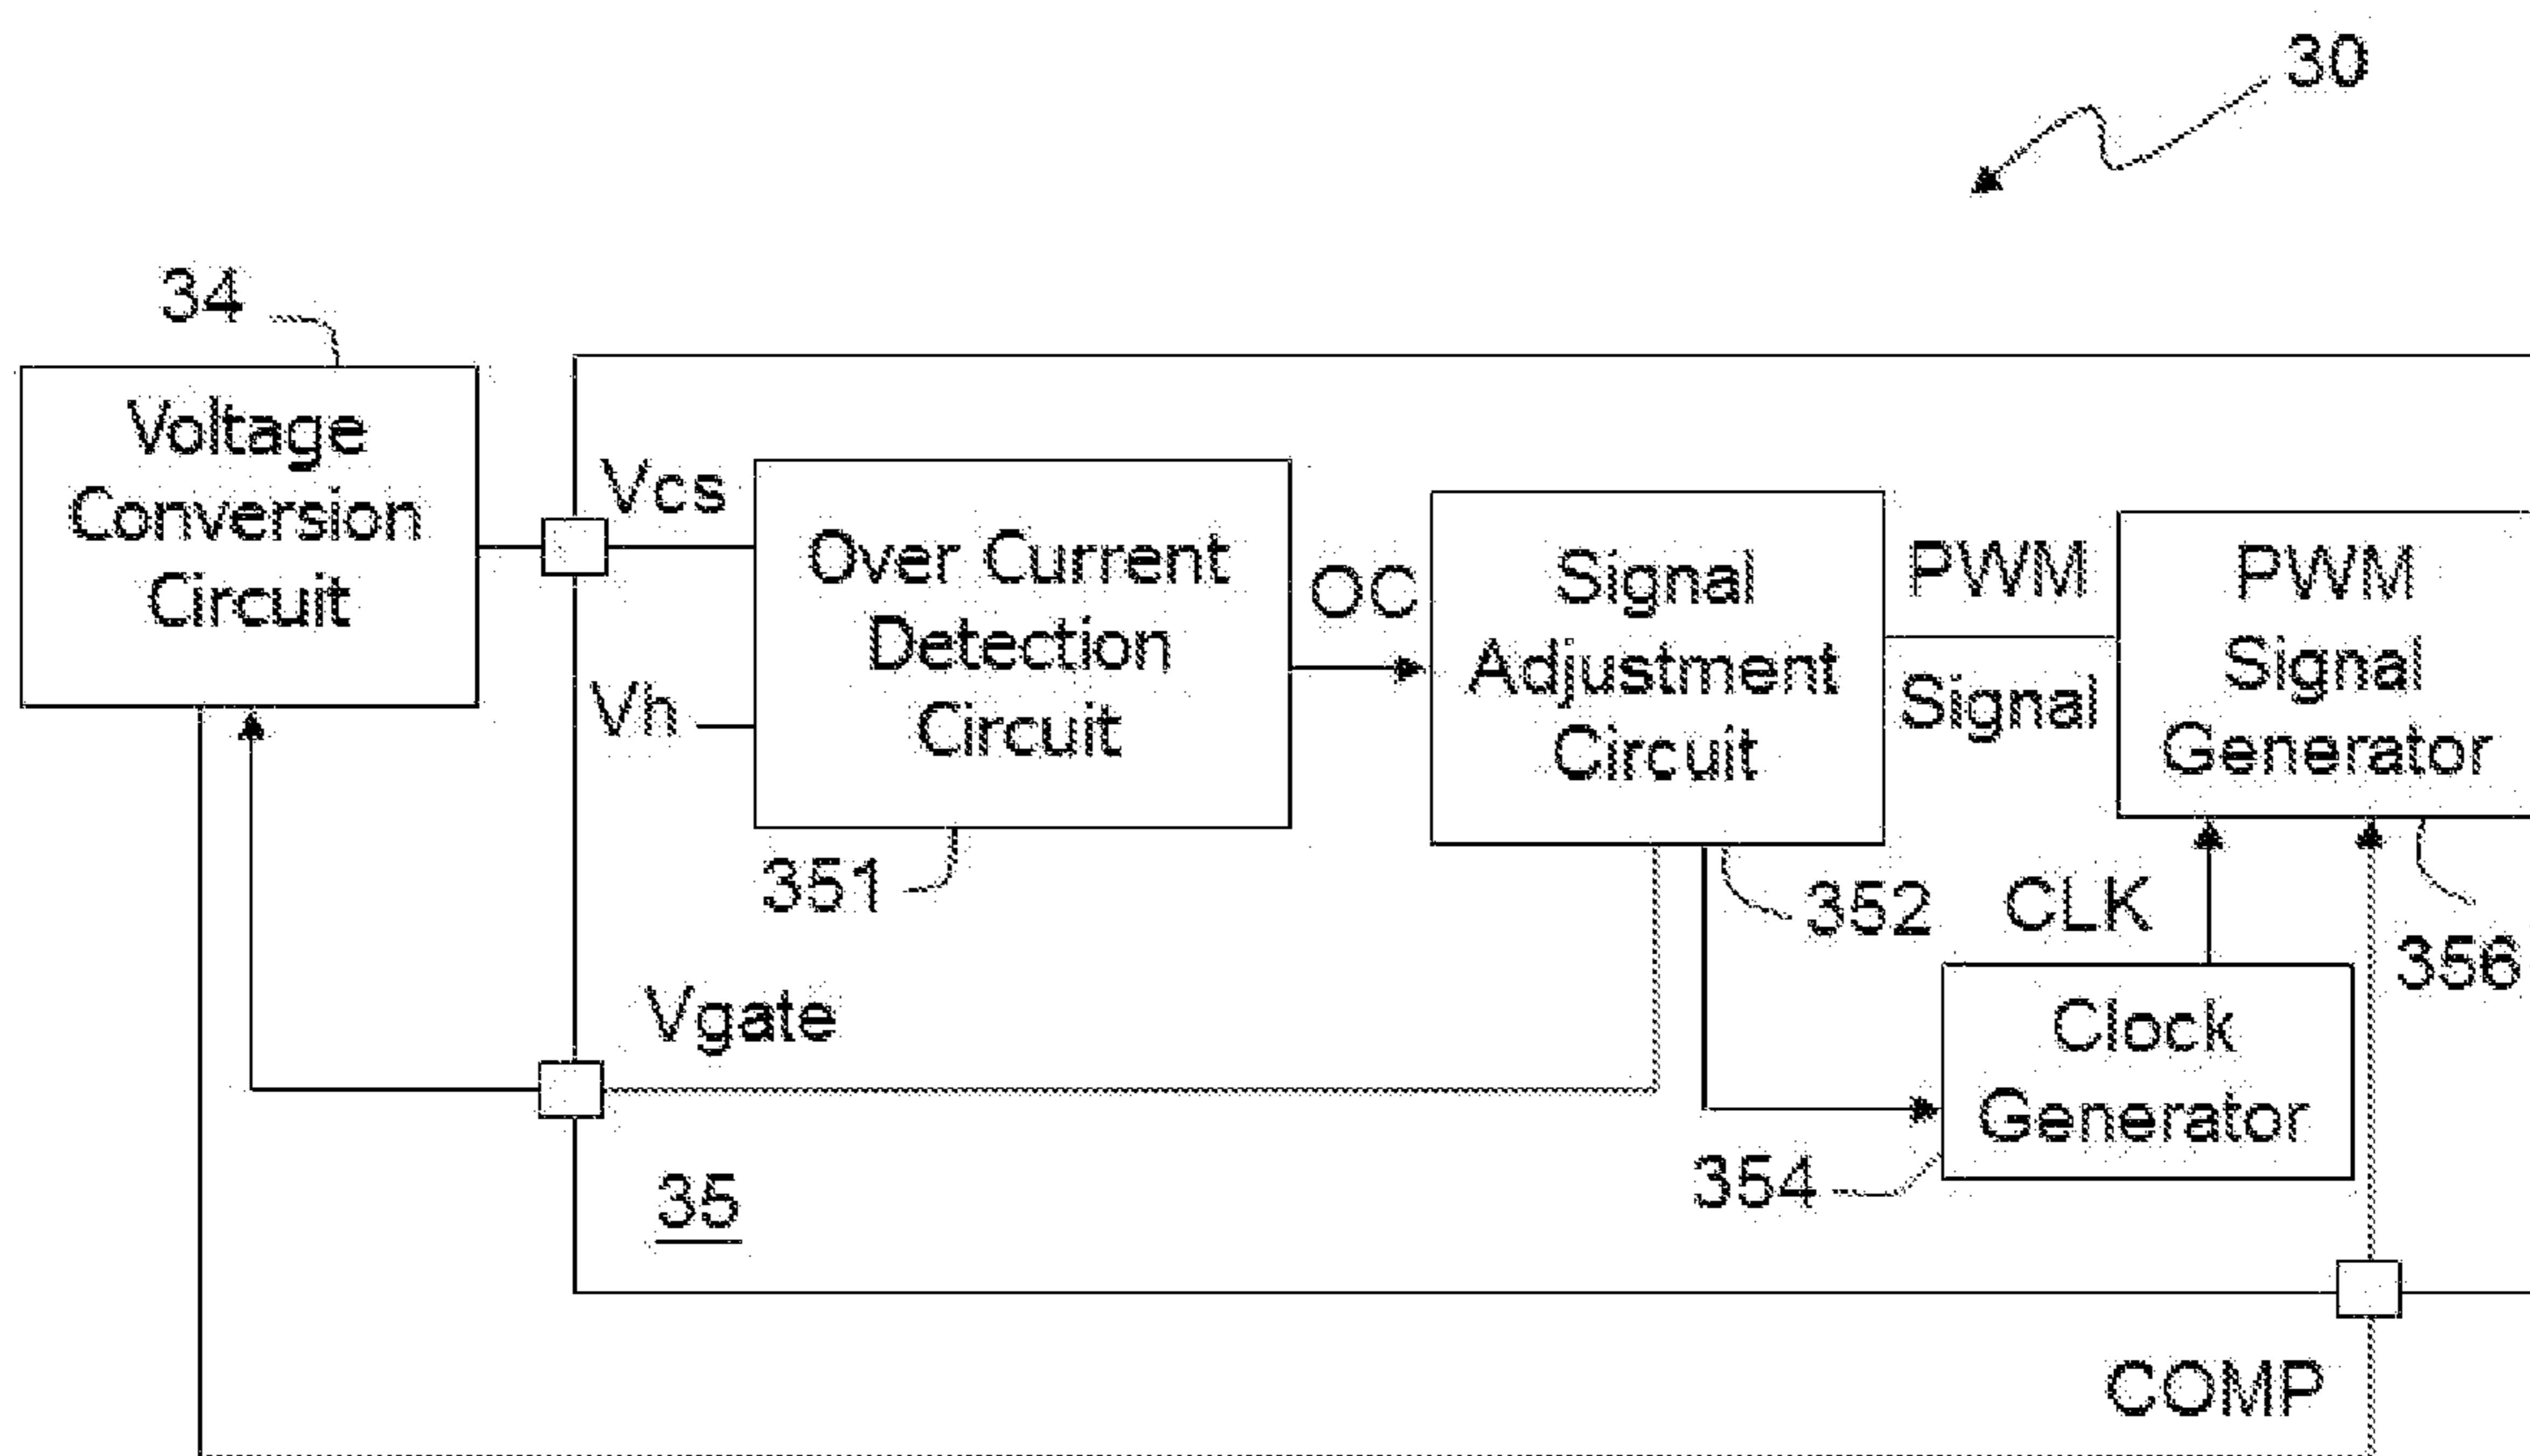 30
34
Voltage
Conversion
Circuit
Vcs
Vh
Over Current
Detection
Circuit
351
OC
Signal
Adjustment
Circuit
352
PWM
Signal
PWM
Signal
Generator
356
CLK
Clock
Generator
354
Vgate
35
COMP